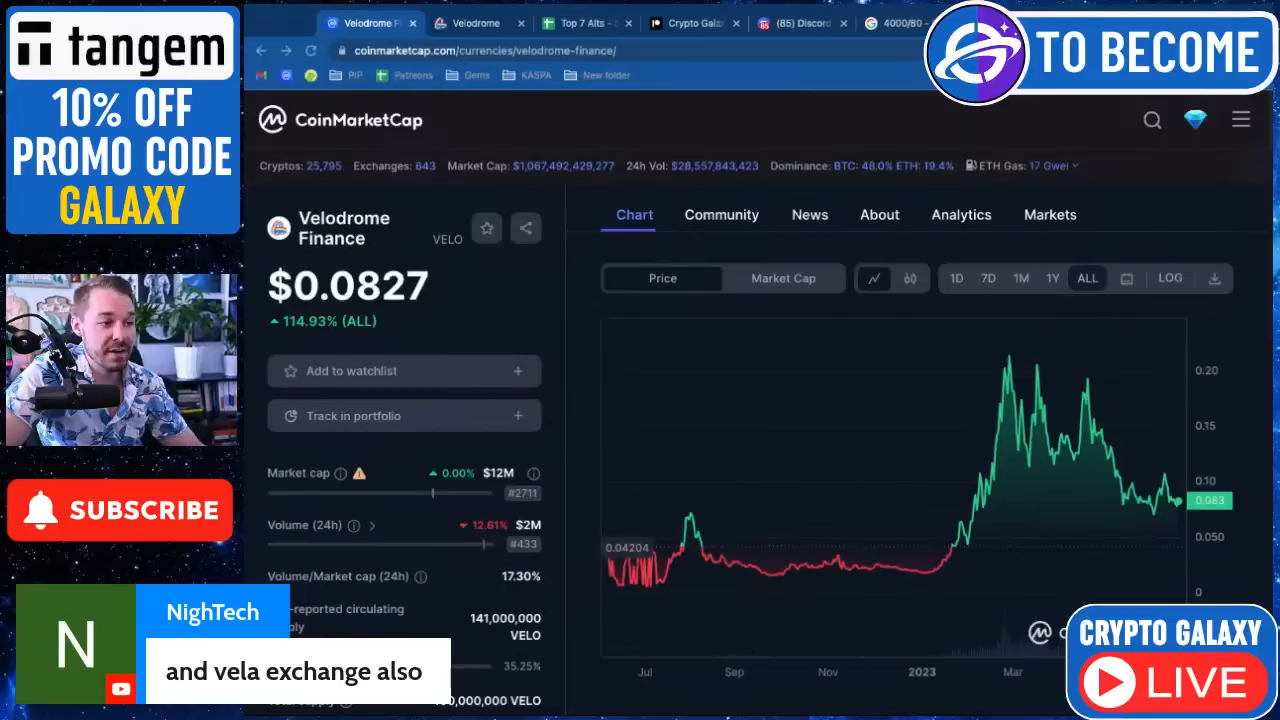 tangem
10% OFF
PROMO CODE
GALAXY
Velodrome Fi
Velodrome
Top 7 Alts -
Crypto Gal
(85) Discord
4000/80 -
coinmarketcap.com/currencies/velodrome-finance/
PIP
Patreons
Gems
KASPA
New folder
TO BECOME
CoinMarketCap
Cryptos: 25,795 Exchanges: 643 Market Cap: $1,067,492,429,277 24h Vol: $28,557,843,423 Dominance: BTC: 48.0% ETH: 19.4% ETH Gas: 17 Gwei
Velodrome
Finance
VELO
$0.0827
114.93% (ALL)
Add to watchlist +
Track in portfolio +
Market cap 0.00% $12M
#2711
Volume (24h) 12.61% $2M
#433
Volume/Market cap (24h) 17.30%
-reported circulating
141,000,000
VELO
35.25%
VELO
Chart Community News About Analytics Markets
Price Market Cap 1D 7D 1M 1Y ALL LOG
0.20
0.15
0.10
0.083
0.050
0
0.04204
Jul Sep Nov 2023 Mar
SUBSCRIBE
N
NighTech
and vela exchange also
CRYPTO GALAXY
LIVE